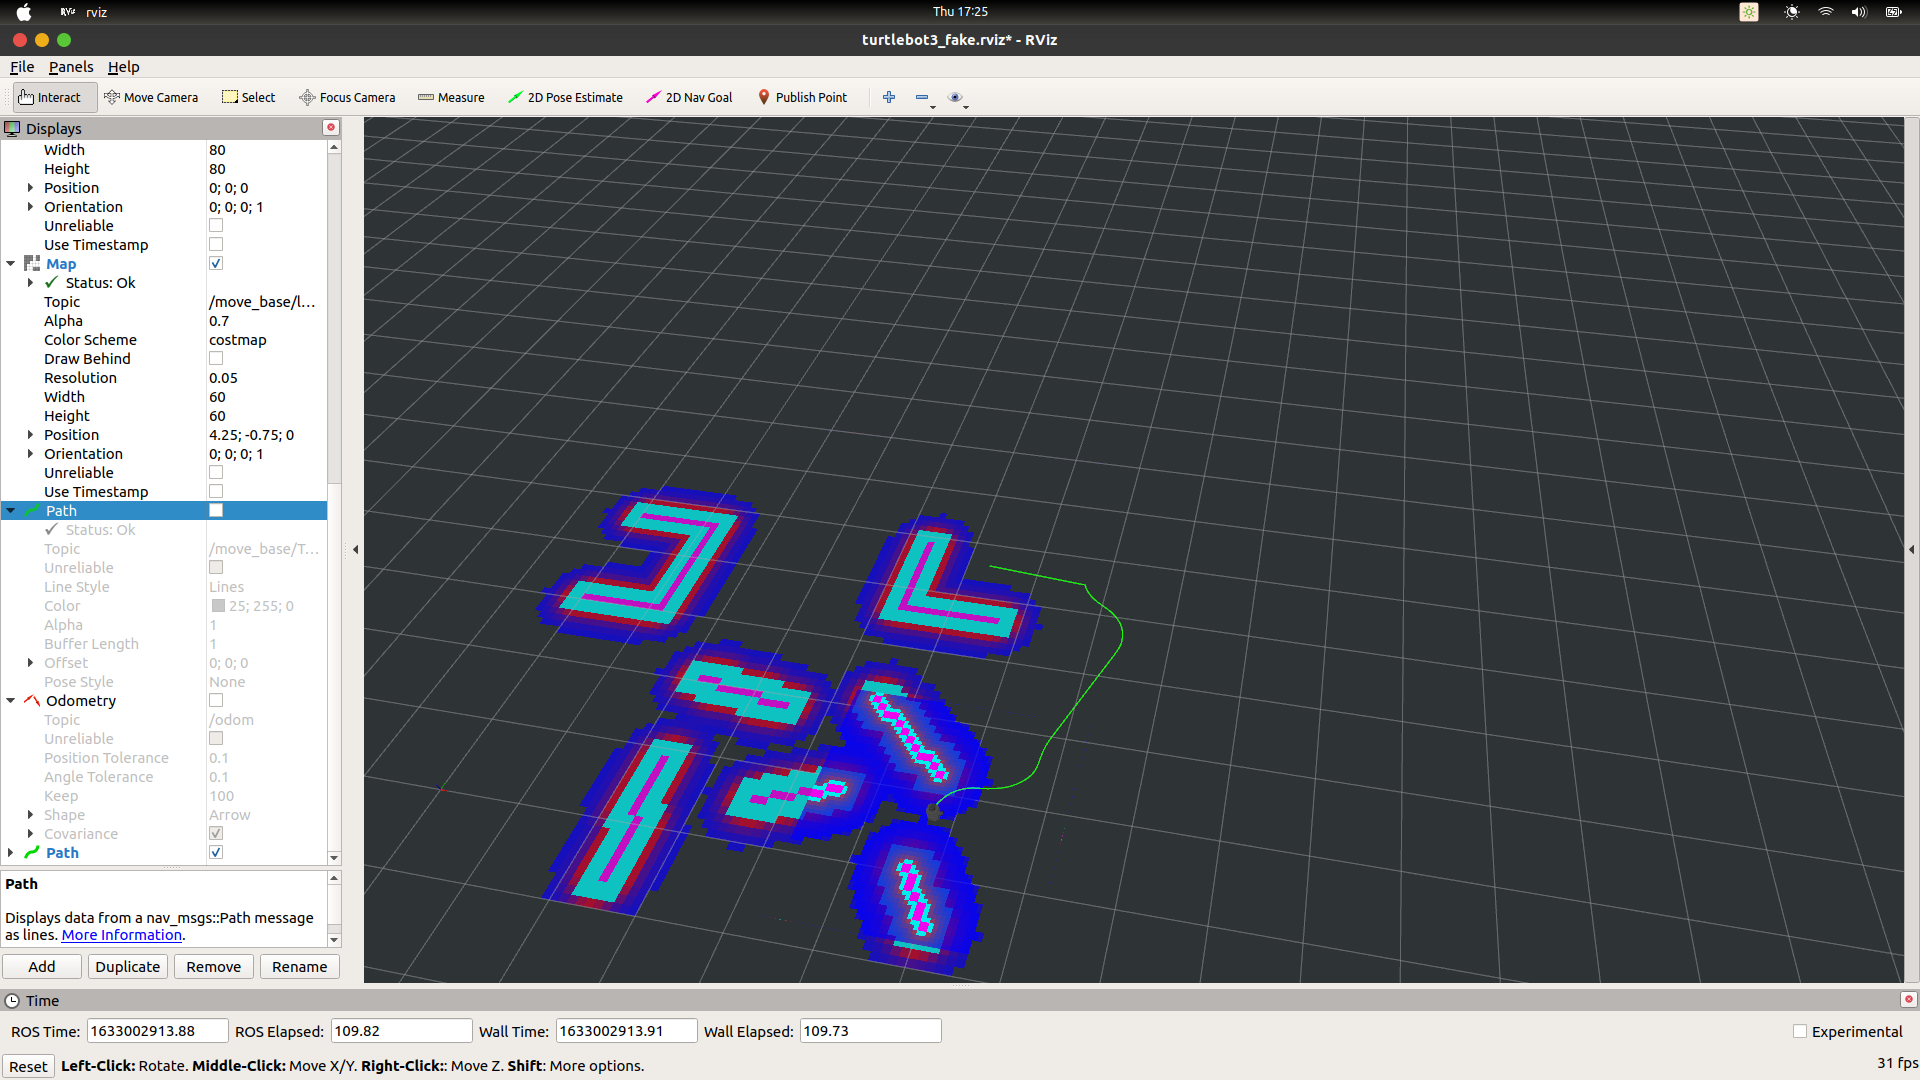 RViz rviz Thu 17:25
turtlebot3_fake.rviz* - RViz
File Panels Help
Interact Move Camera Select Focus Camera Measure 2D Pose Estimate 2D Nav Goal Publish Point
Displays
Width 80
Height 80
Position 0; 0; 0
Orientation 0; 0; 0; 1
Unreliable
Use Timestamp
Map
Status: Ok
Topic /move_base/l...
Alpha 0.7
Color Scheme costmap
Draw Behind
Resolution 0.05
Width 60
Height 60
Position 4.25; -0.75; 0
Orientation 0; 0; 0; 1
Unreliable
Use Timestamp
Path
Status: Ok
Topic /move_base/T...
Unreliable
Line Style Lines
Color 25; 255; 0
Alpha 1
Buffer Length 1
Offset 0; 0; 0
Pose Style None
Odometry
Topic /odom
Unreliable
Position Tolerance 0.1
Angle Tolerance 0.1
Keep 100
Shape Arrow
Covariance
Path
Path
Displays data from a nav_msgs::Path message
as lines. More Information.
Add Duplicate Remove Rename
Time
ROS Time: 1633002913.88 ROS Elapsed: 109.82 Wall Time: 1633002913.91 Wall Elapsed: 109.73 Experimental
Reset Left-Click: Rotate. Middle-Click: Move X/Y. Right-Click:: Move Z. Shift: More options. 31 fps